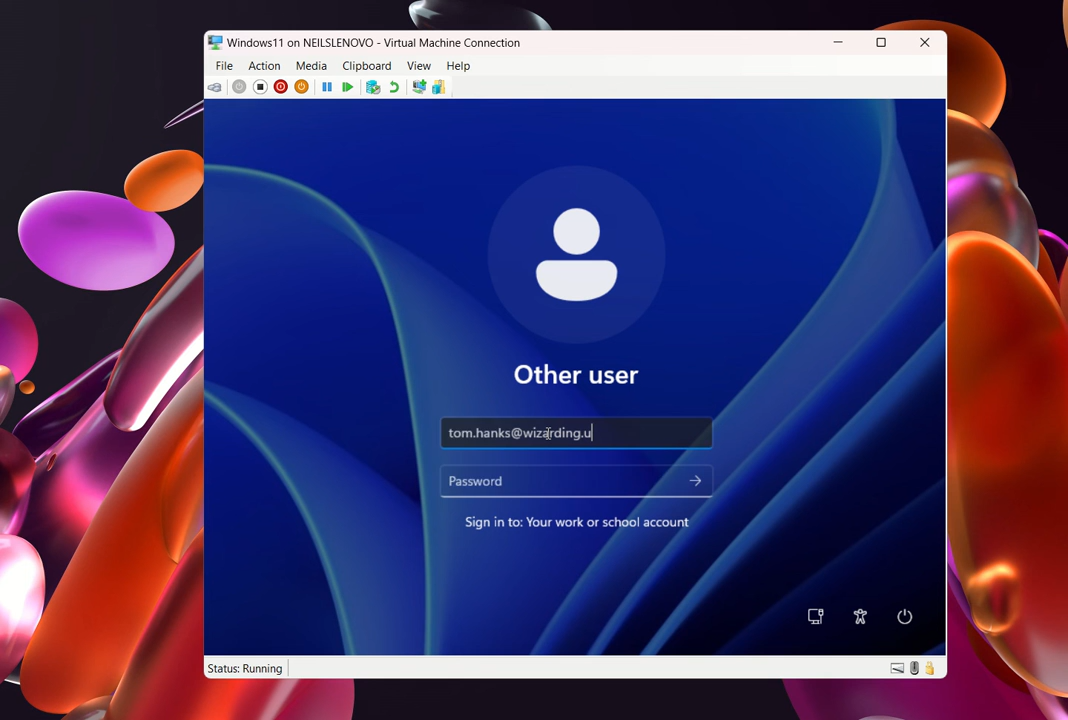 Windows11 on NEILSLENOVO - Virtual Machine Connection
File Action Media Clipboard View Help
Other user
tom.hanks@wizarding.u
Password
Sign in to: Your work or school account
Status: Running